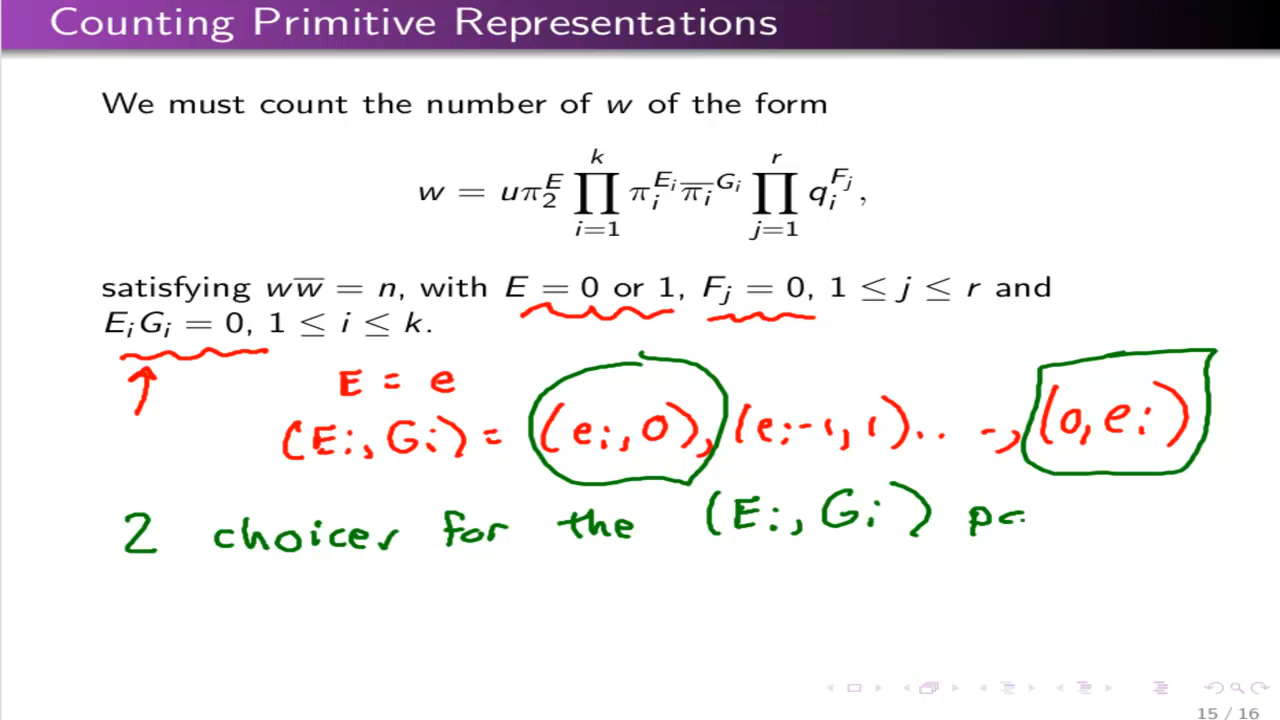 Counting Primitive Representations
We must count the number of w of the form
w = uπ₂^E ∏_{i=1}^{k} π_i^{E_i} \overline{π_i}^{G_i} ∏_{j=1}^{r} q_i^{F_j},
satisfying w\overline{w} = n, with E = 0 or 1, F_j = 0, 1 ≤ j ≤ r and
E_iG_i = 0, 1 ≤ i ≤ k.
E = e
(E_i, G_i) = (e_i, 0), (e_i-1, 1).. -, (0, e_i)
2 choices for the (E_i, G_i)
15 / 16